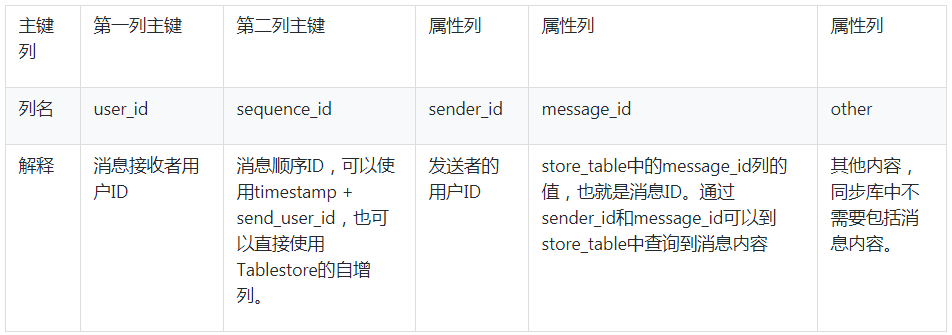 主键
列
第一列主键
第二列主键
属性列
属性列
属性列
列名
user_id
sequence_id
sender_id
message_id
other
解释
消息接收者用
户ID
消息顺序ID，可以使
用timestamp +
send_user_id，也可
以直接使用
Tablestore的自增
列。
发送者的
用户ID
store_table中的message_id列的
值，也就是消息ID。通过
sender_id和message_id可以到
store_table中查询到消息内容
其他内容，
同步库中不
需要包括消
息内容。